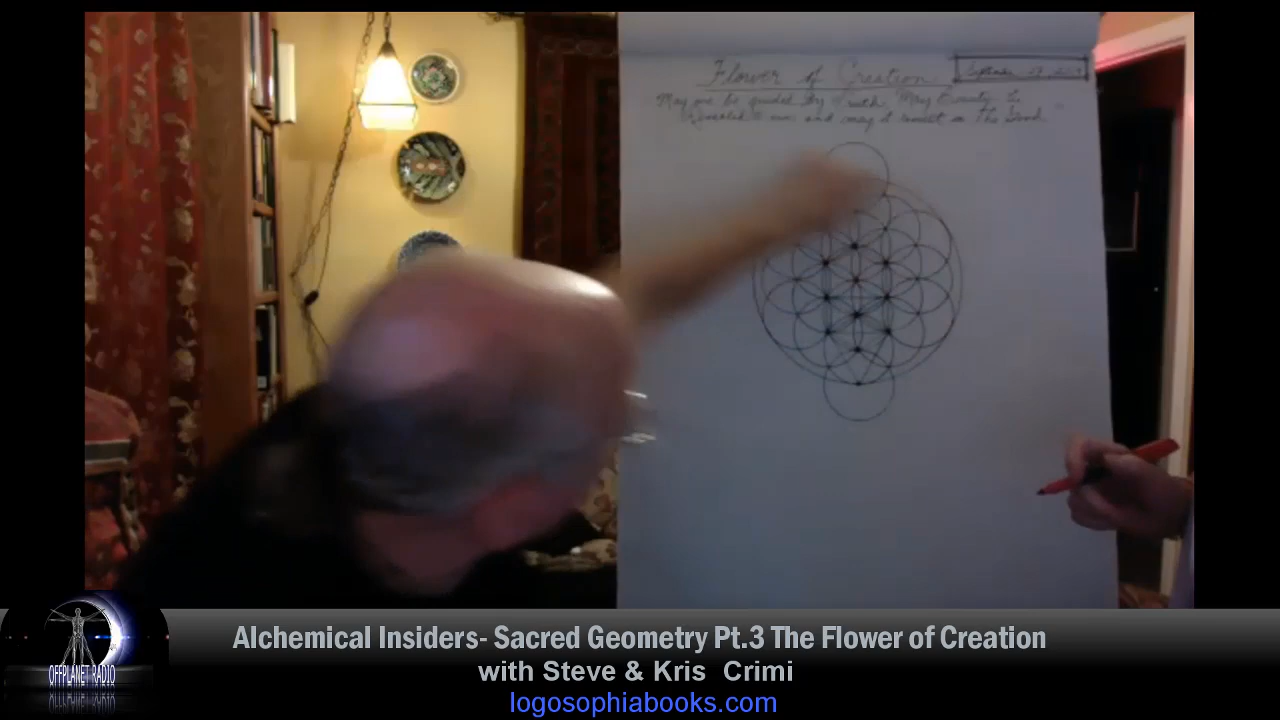 Flower of Creation
May one be guided By Truth, May Beauty be
Revealed to one and may it result in The Good
Alchemical Insiders- Sacred Geometry Pt.3 The Flower of Creation
with Steve & Kris Crimi
OFFPLANET RADIO
logosophiabooks.com